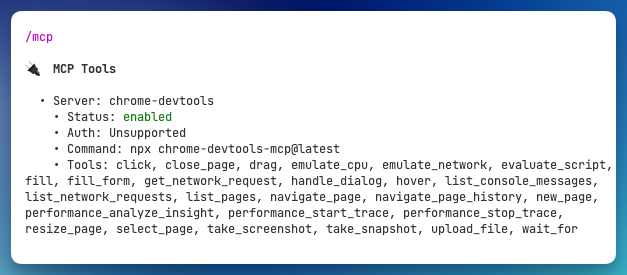 /mcp
🔌 MCP Tools
• Server: chrome-devtools
• Status: enabled
• Auth: Unsupported
• Command: npx chrome-devtools-mcp@latest
• Tools: click, close_page, drag, emulate_cpu, emulate_network, evaluate_script,
fill, fill_form, get_network_request, handle_dialog, hover, list_console_messages,
list_network_requests, list_pages, navigate_page, navigate_page_history, new_page,
performance_analyze_insight, performance_start_trace, performance_stop_trace,
resize_page, select_page, take_screenshot, take_snapshot, upload_file, wait_for